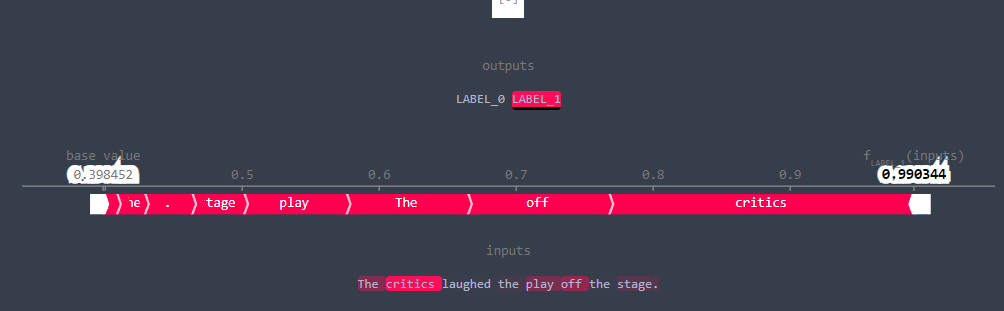 outputs
LABEL_0 LABEL_1
base value f LABEL_1 (inputs)
0.398452 0.5 0.6 0.7 0.8 0.9 0.990344
he . tage play The off critics
inputs
The critics laughed the play off the stage.